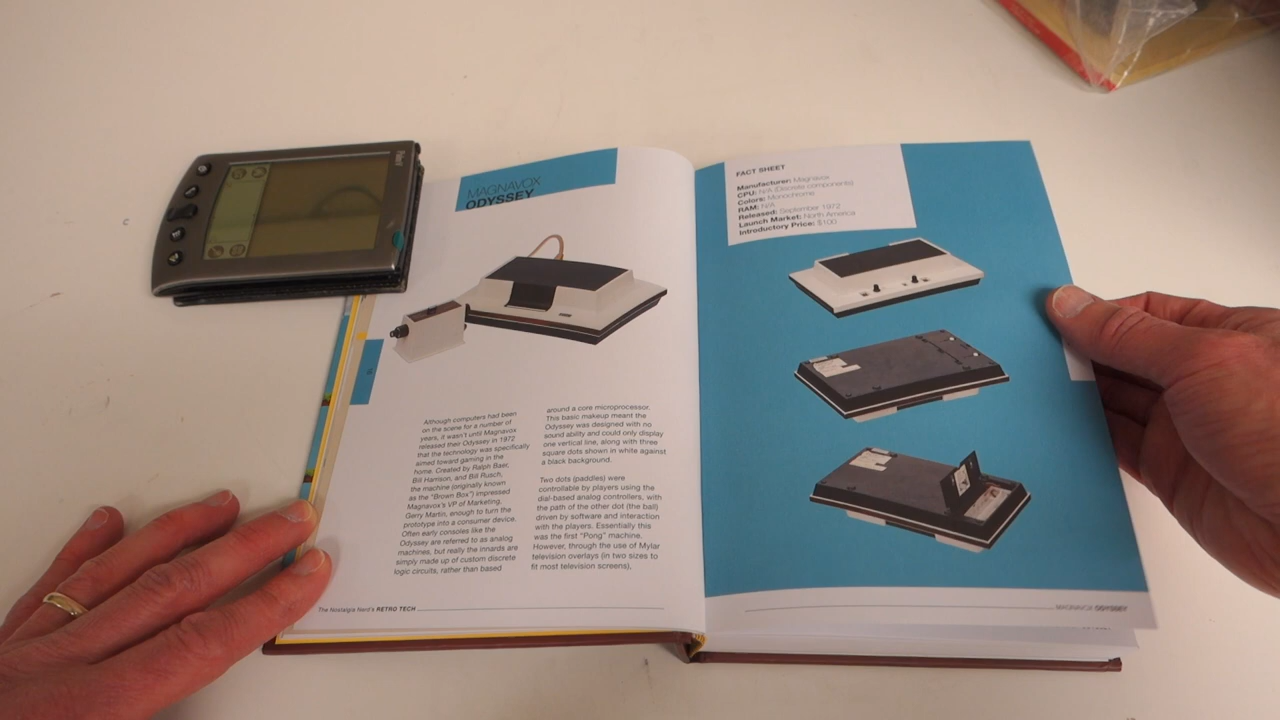 Palm
MAGNAVOX
ODYSSEY
Although computers had been
on the scene for a number of
years, it wasn't until Magnavox
released their Odyssey in 1972
that the technology was specifically
aimed toward gaming in the
home. Created by Ralph Baer,
Bill Harrison, and Bill Rusch,
the machine (originally known
as the "Brown Box") impressed
Magnavox's VP of Marketing,
Gerry Martin, enough to turn the
prototype into a consumer device.
Often early consoles like the
Odyssey are referred to as analog
machines, but really the innards are
simply made up of custom discrete
logic circuits, rather than based
around a core microprocessor.
This basic makeup meant the
Odyssey was designed with no
sound ability and could only display
one vertical line, along with three
square dots shown in white against
a black background.
Two dots (paddles) were
controllable by players using the
dial-based analog controllers, with
the path of the other dot (the ball)
driven by software and interaction
with the players. Essentially this
was the first "Pong" machine.
However, through the use of Mylar
television overlays (in two sizes to
fit most television screens),
The Nostalgia Nerd's RETRO TECH
FACT SHEET
Manufacturer: Magnavox
CPU: N/A (Discrete components)
Colors: Monochrome
RAM: N/A
Released: September 1972
Launch Market: North America
Introductory Price: $100
MAGNAVOX ODYSSEY